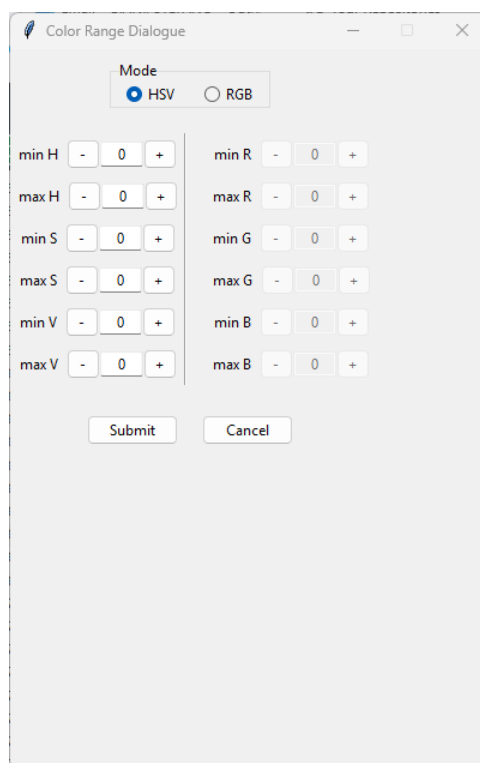 Color Range Dialogue
Mode
HSV RGB
min H - 0 + min R - 0 +
max H - 0 + max R - 0 +
min S - 0 + min G - 0 +
max S - 0 + max G - 0 +
min V - 0 + min B - 0 +
max V - 0 + max B - 0 +
Submit Cancel